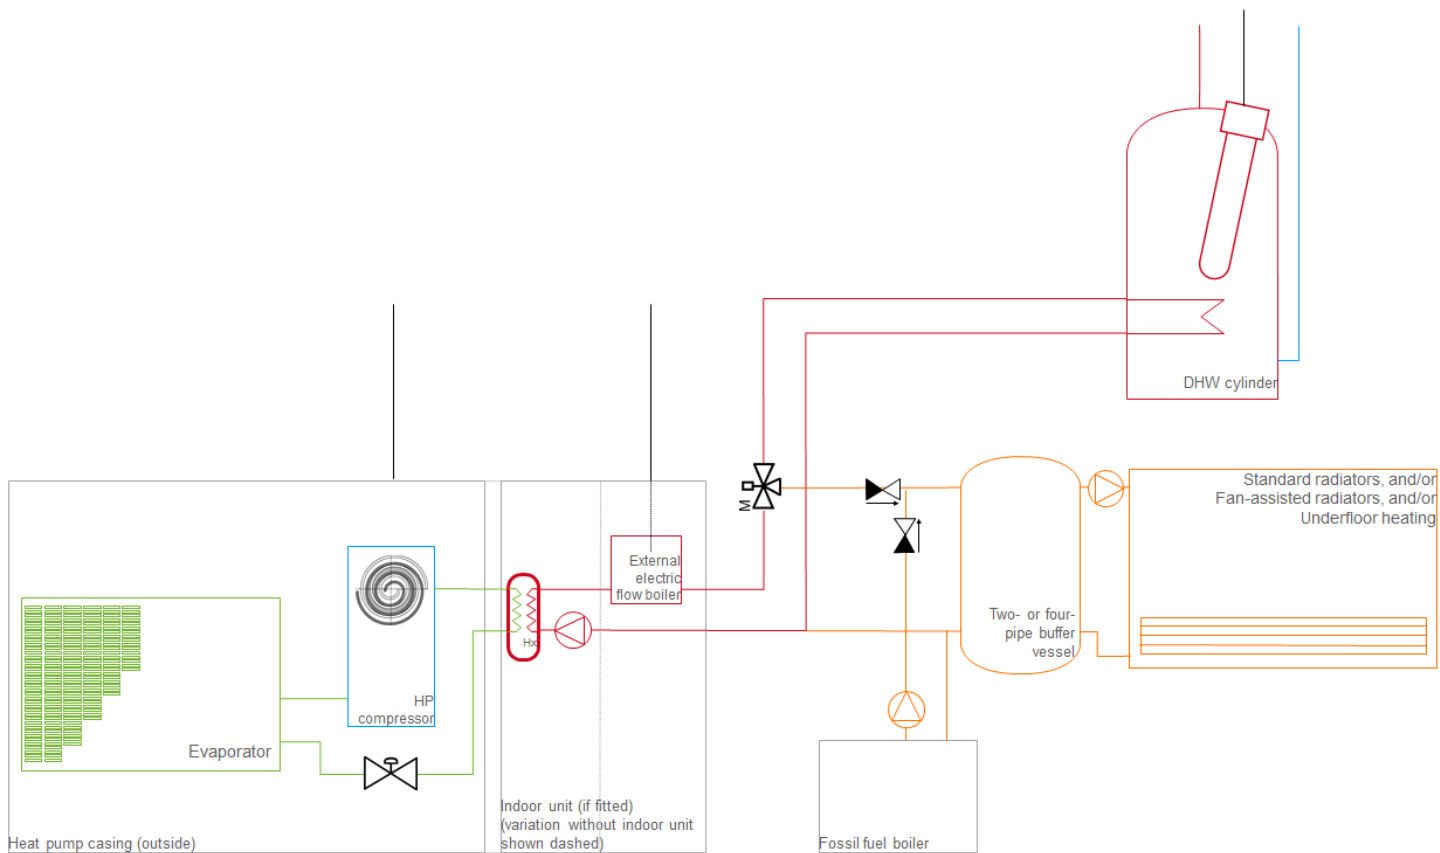 DHW cylinder
Standard radiators, and/or
Fan-assisted radiators, and/or
Underfloor heating
M
External
electric
flow boiler
Two- or four-
pipe buffer
vessel
Hx
HP
compressor
Evaporator
Indoor unit (if fitted)
(variation without indoor unit
shown dashed)
Heat pump casing (outside)
Fossil fuel boiler